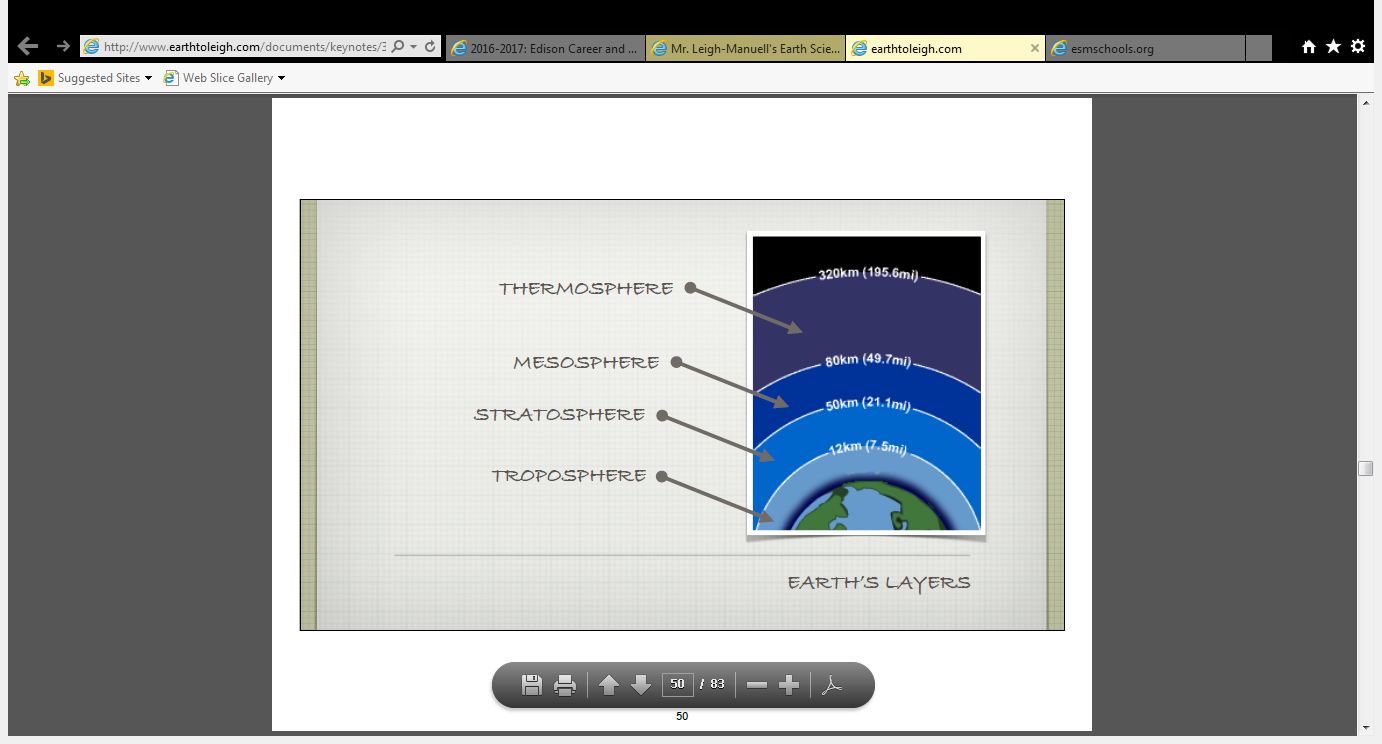 http://www.earthtoleigh.com/documents/keynotes/3
2016-2017: Edison Career and ...
Mr. Leigh-Manuell's Earth Scie...
earthtoleigh.com
esmschools.org
Suggested Sites
Web Slice Gallery
320km (195.6mi)
THERMOSPHERE
80km (49.7mi)
MESOSPHERE
50km (21.1mi)
STRATOSPHERE
12km (7.5mi)
TROPOSPHERE
EARTH'S LAYERS
50 / 83
50